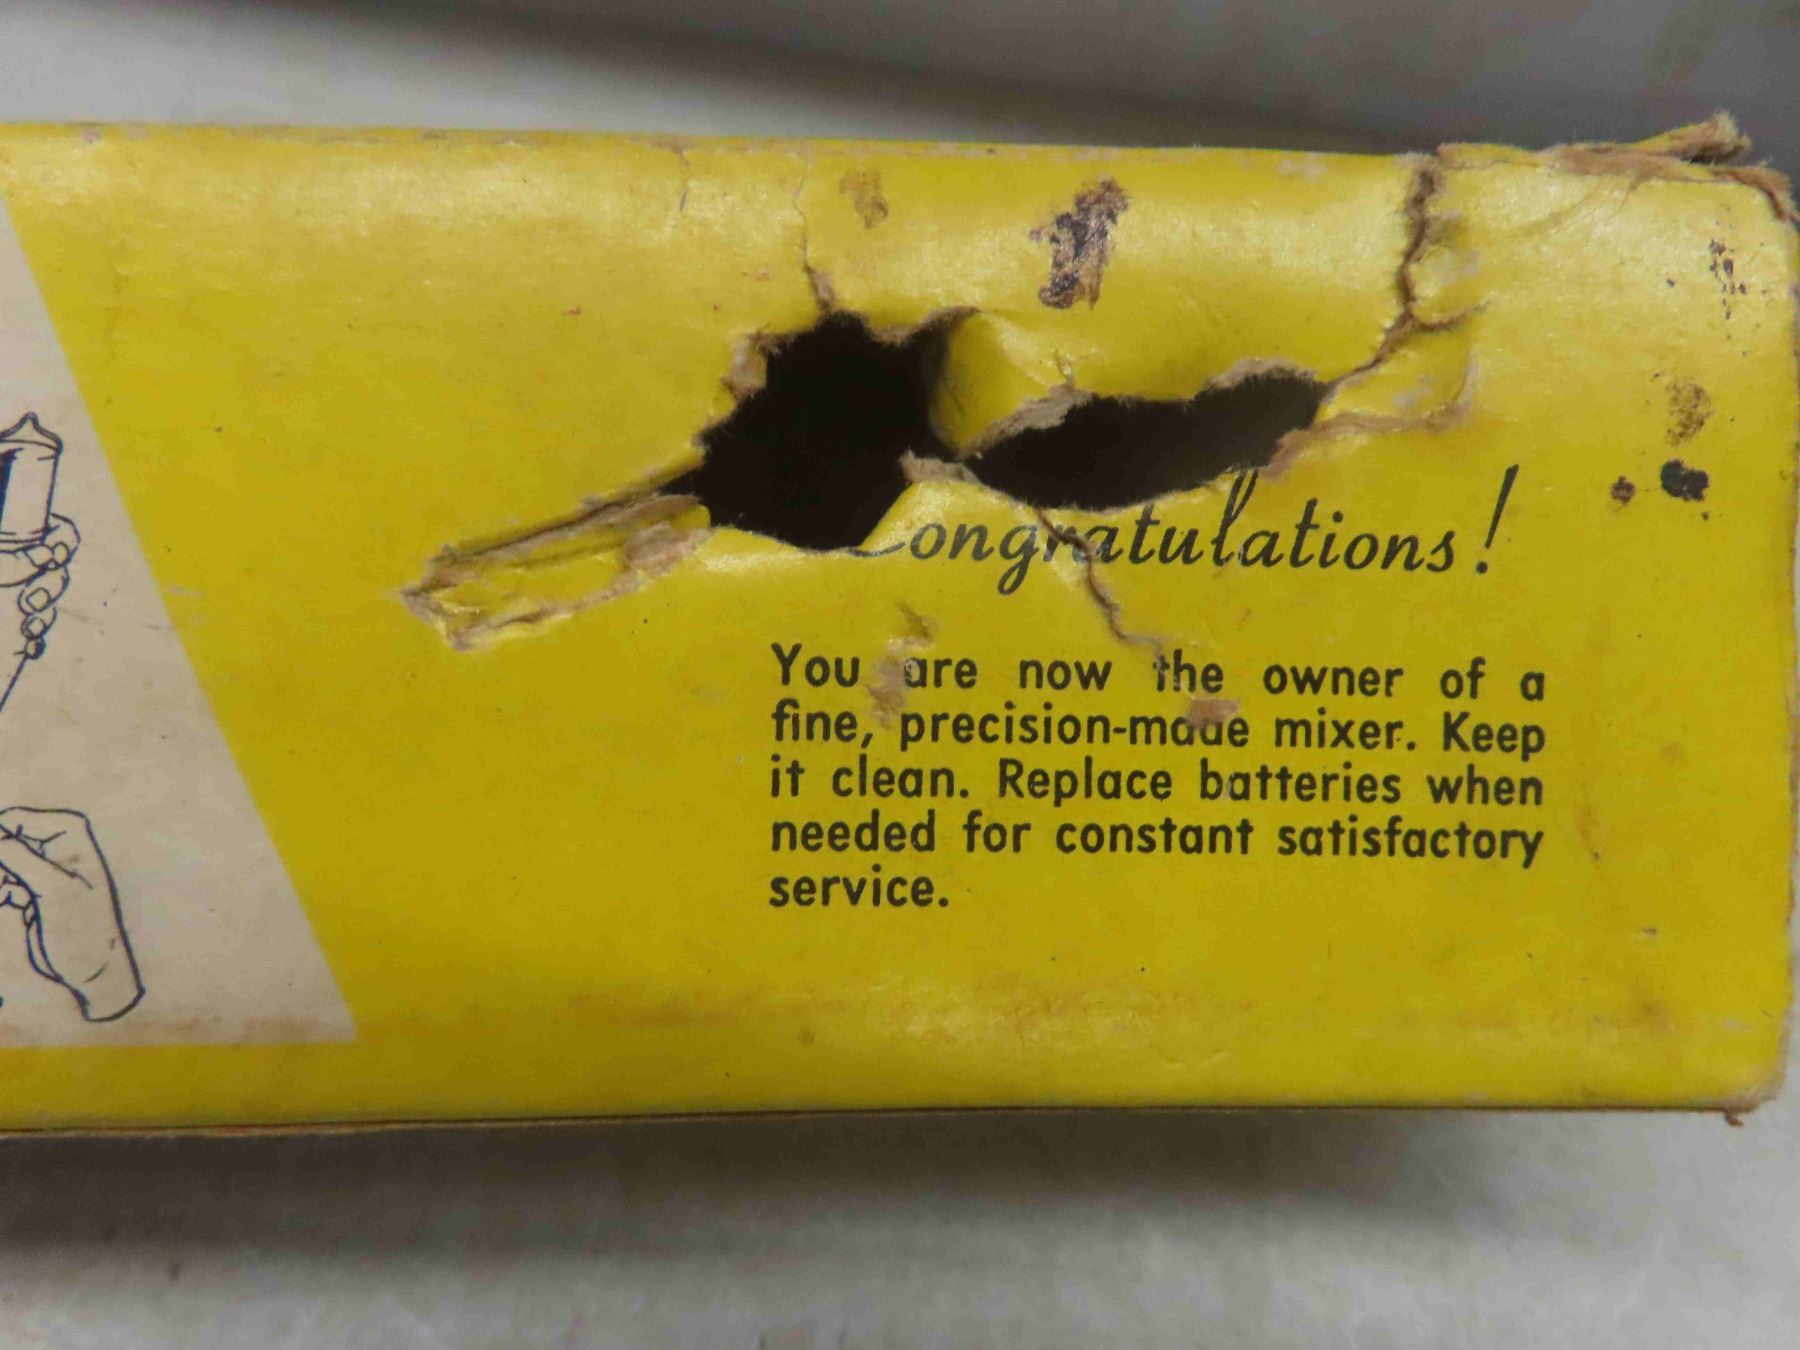 Congratulations!
You are now the owner of a
fine, precision-made mixer. Keep
it clean. Replace batteries when
needed for constant satisfactory
service.